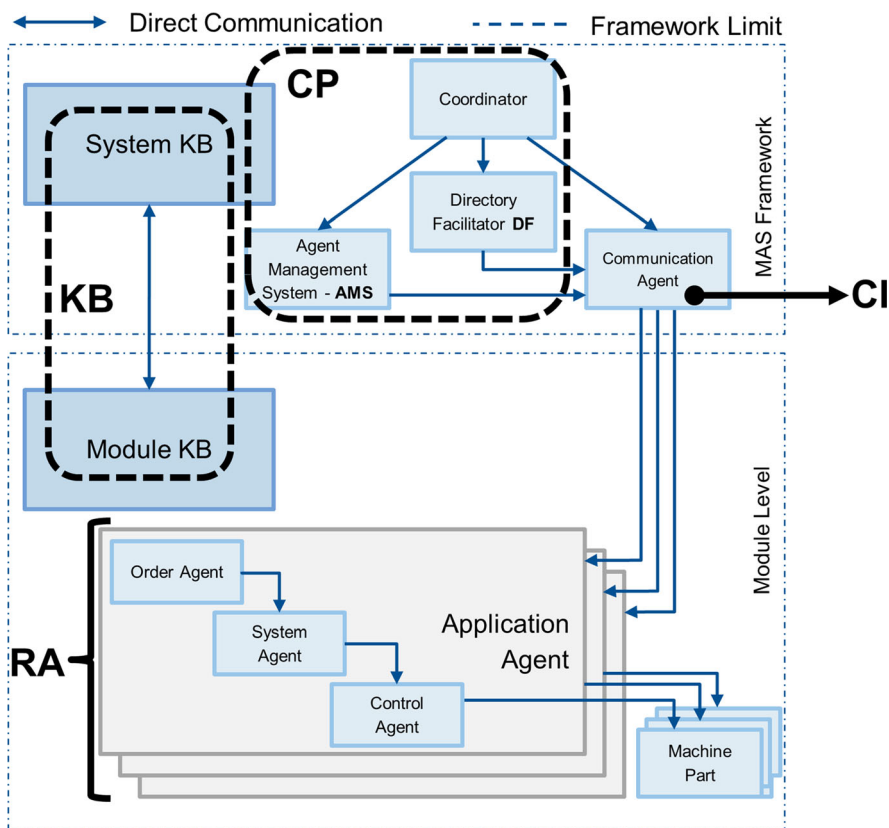 Direct Communication
Framework Limit
CP
Coordinator
System KB
Directory
Facilitator DF
MAS Framework
Agent
Management
System - AMS
Communication
Agent
KB
CI
Module KB
Module Level
Order Agent
System
Agent
Application
Agent
RA
Control
Agent
Machine
Part